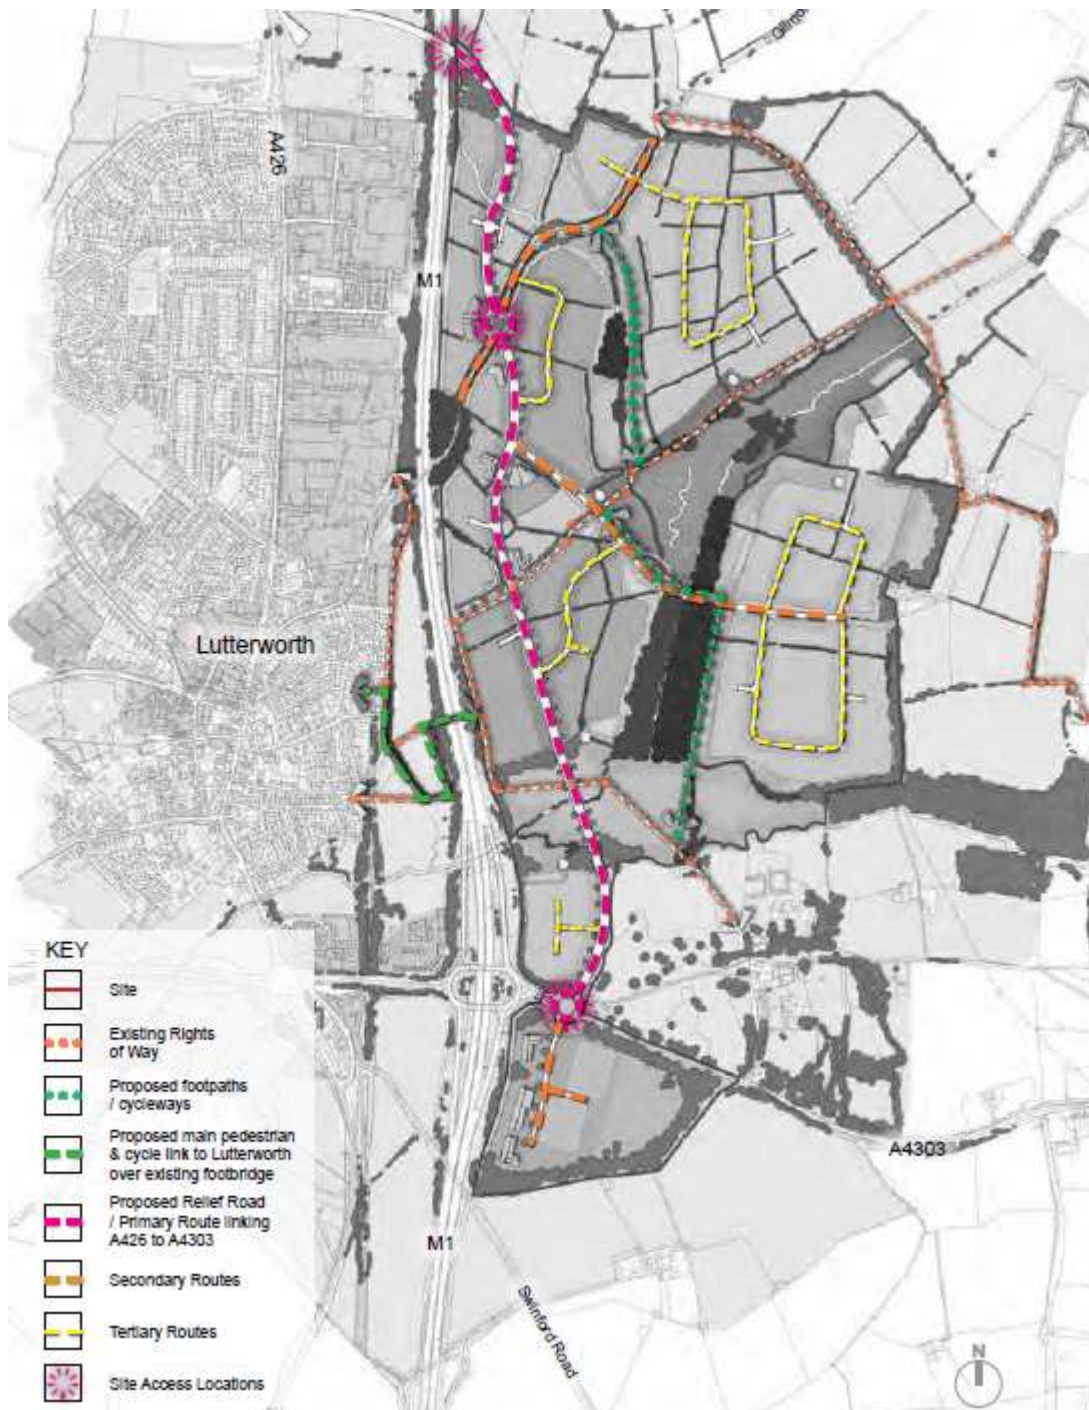 A426
M1
Lutterworth
KEY
Site
Existing Rights
of Way
Proposed footpaths
/ cycleways
Proposed main pedestrian
& cycle link to Lutterworth
over existing footbridge
Proposed Relief Road
/ Primary Route linking
A426 to A4303
Secondary Routes
Tertiary Routes
Site Access Locations
A4303
M1
Swinford Road
N